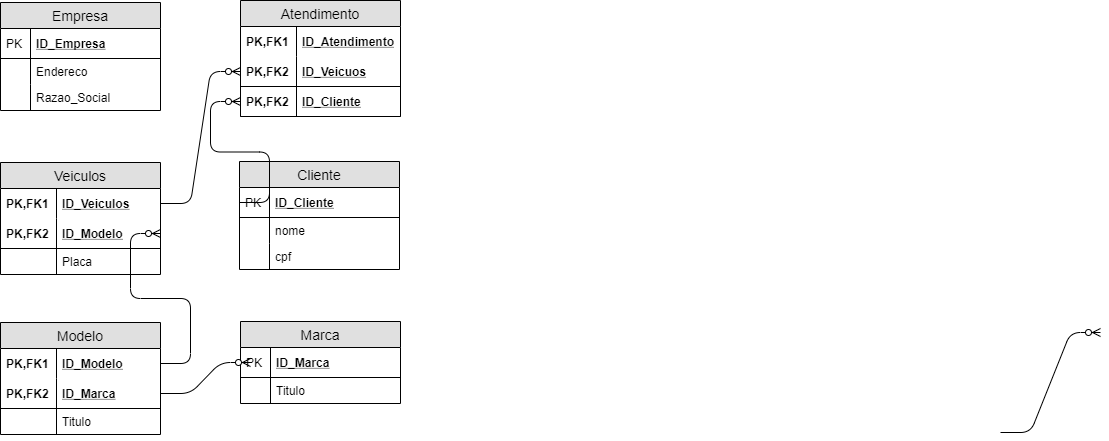 Empresa
PK ID_Empresa
Endereco
Razao_Social
Atendimento
PK,FK1 ID_Atendimento
PK,FK2 ID_Veicuos
PK,FK2 ID_Cliente
Veiculos
PK,FK1 ID_Veiculos
PK,FK2 ID_Modelo
Placa
Cliente
PK ID_Cliente
nome
cpf
Modelo
PK,FK1 ID_Modelo
PK,FK2 ID_Marca
Titulo
Marca
PK ID_Marca
Titulo